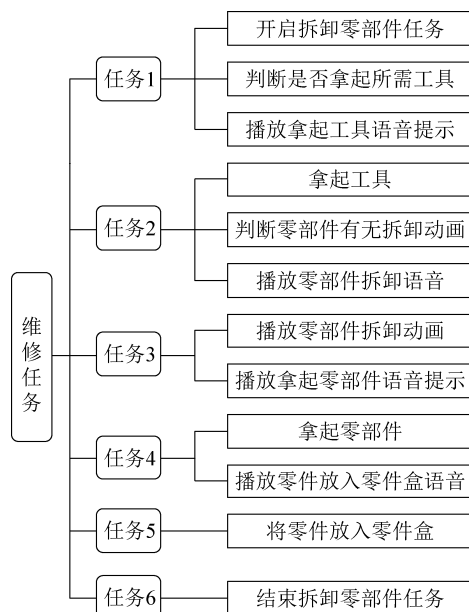 维修任务
任务1
开启拆卸零部件任务
判断是否拿起所需工具
播放拿起工具语音提示
任务2
拿起工具
判断零部件有无拆卸动画
播放零部件拆卸语音
任务3
播放零部件拆卸动画
播放拿起零部件语音提示
任务4
拿起零部件
播放零件放入零件盒语音
任务5
将零件放入零件盒
任务6
结束拆卸零部件任务